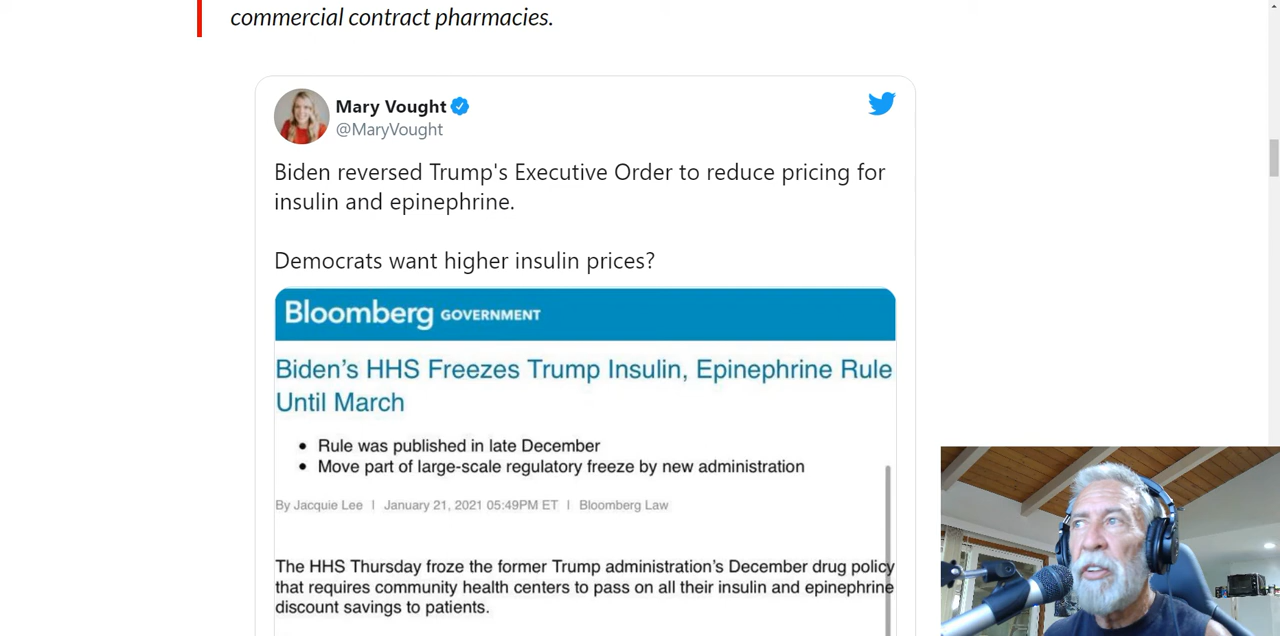 commercial contract pharmacies.
Mary Vought
@MaryVought
Biden reversed Trump's Executive Order to reduce pricing for
insulin and epinephrine.
Democrats want higher insulin prices?
Bloomberg GOVERNMENT
Biden's HHS Freezes Trump Insulin, Epinephrine Rule
Until March
• Rule was published in late December
• Move part of large-scale regulatory freeze by new administration
By Jacquie Lee | January 21, 2021 05:49PM ET | Bloomberg Law
The HHS Thursday froze the former Trump administration's December drug policy
that requires community health centers to pass on all their insulin and epinephrine
discount savings to patients.